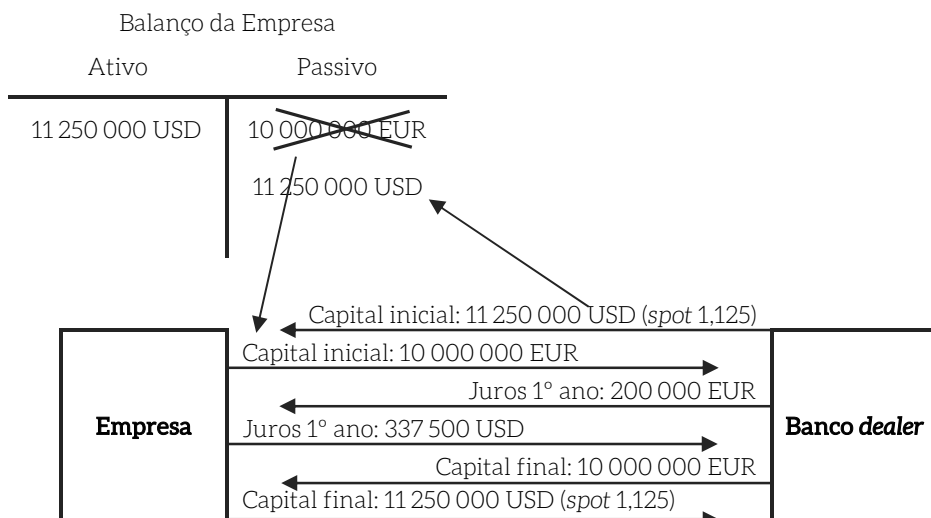 Balanço da Empresa
Ativo Passivo
11 250 000 USD 10 000 000 EUR
11 250 000 USD
Capital inicial: 11 250 000 USD (spot 1,125)
Capital inicial: 10 000 000 EUR
Juros 1º ano: 200 000 EUR
Empresa Banco dealer
Juros 1º ano: 337 500 USD
Capital final: 10 000 000 EUR
Capital final: 11 250 000 USD (spot 1,125)